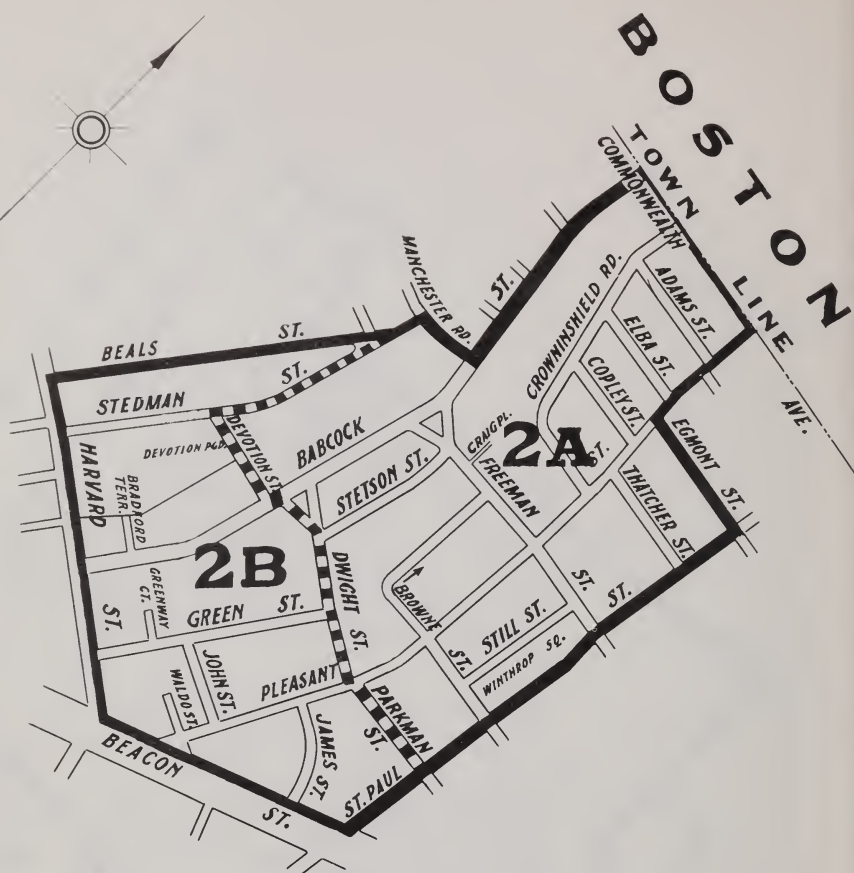 BOSTON
TOWN LINE
COMMONWEALTH AVE.
MANCHESTER RD.
ST.
CROWNINSHIELD RD.
ADAMS ST.
ELBA ST.
COPLEY ST.
BEALS ST.
STEDMAN ST.
DEVOTION ST.
DEVOTION PGD.
BABCOCK
CRAIG PL.
2A
ST.
EGMONT ST.
HARVARD ST.
BRADFORD TERR.
STETSON ST.
FREEMAN ST.
THATCHER ST.
2B
DWIGHT ST.
GREENWAY CT.
GREEN ST.
BROWNE ST.
STILL ST.
WINTHROP SQ.
JOHN ST.
WALDO ST.
PLEASANT
PARKMAN ST.
JAMES ST.
BEACON ST.
ST. PAUL ST.